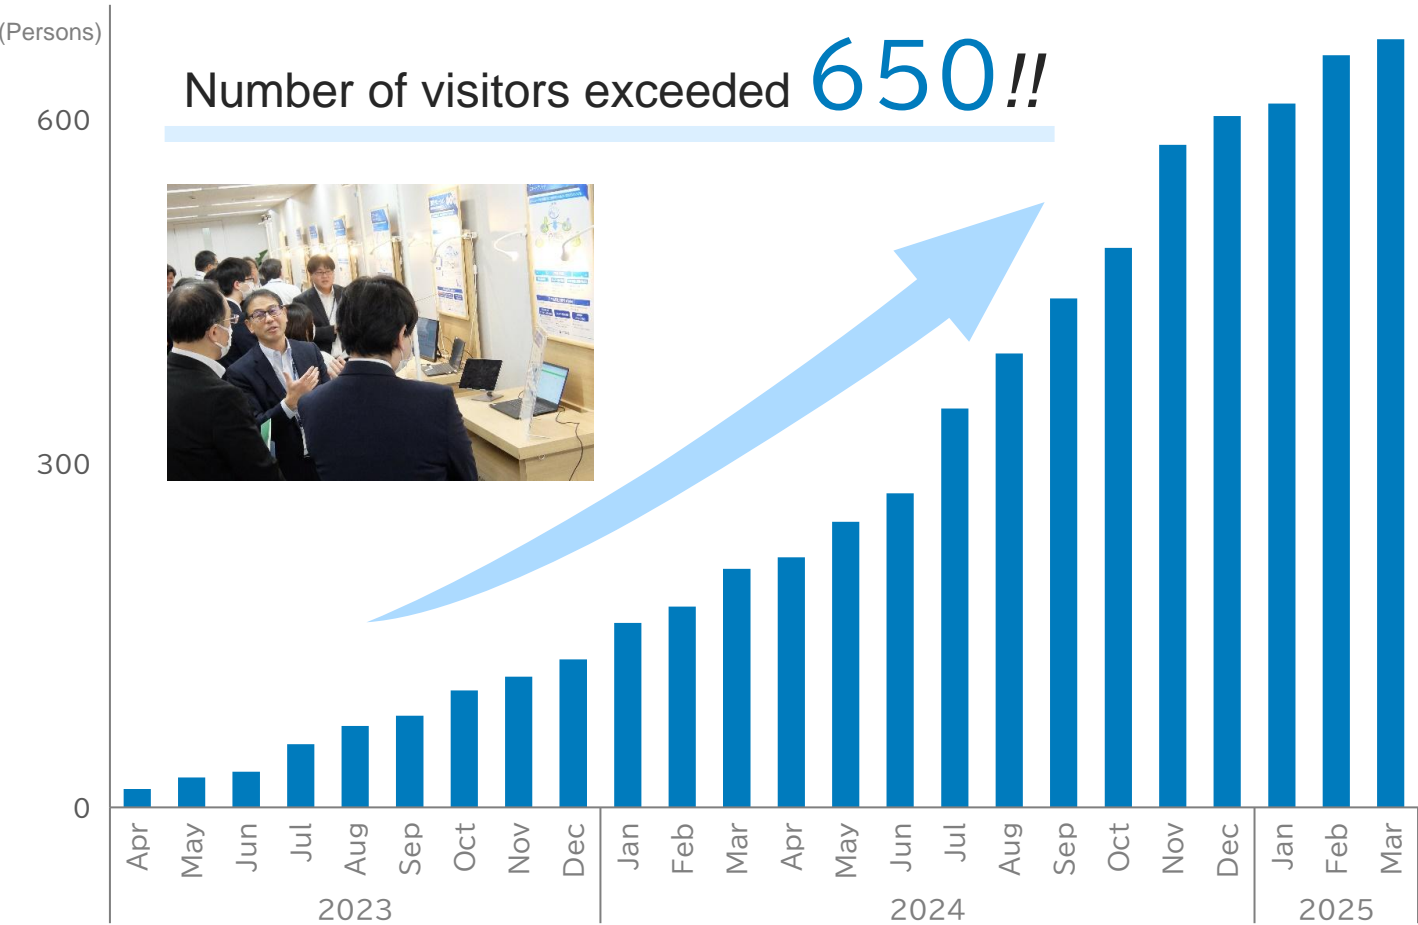 (Persons)
Number of visitors exceeded 650!!
600
300
0
Apr May Jun Jul Aug Sep Oct Nov Dec Jan Feb Mar Apr May Jun Jul Aug Sep Oct Nov Dec Jan Feb Mar
2023 2024 2025